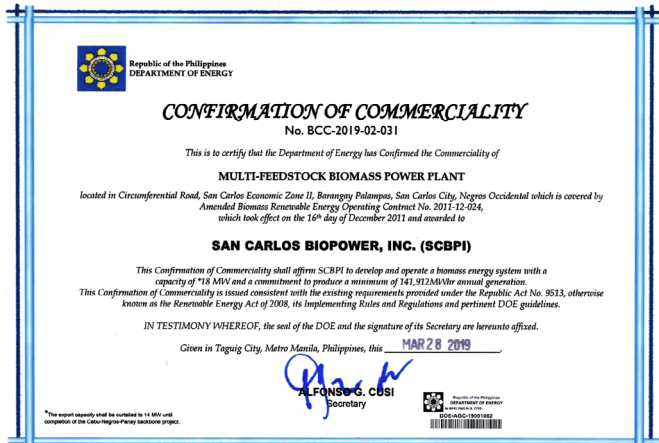 Republic of the Philippines
DEPARTMENT OF ENERGY
CONFIRMATION OF COMMERCIALITY
No. BCC-2019-02-031
This is to certify that the Department of Energy has Confirmed the Commerciality of
MULTI-FEEDSTOCK BIOMASS POWER PLANT
located in Circumferential Road, San Carlos Economic Zone II, Barangay Palampas, San Carlos City, Negros Occidental which is covered by
Amended Biomass Renewable Energy Operating Contract No. 2011-12-024,
which took effect on the 16th day of December 2011 and awarded to
SAN CARLOS BIOPOWER, INC. (SCBPI)
This Confirmation of Commerciality shall affirm SCBPI to develop and operate a biomass energy system with a
capacity of *18 MW and a commitment to produce a minimum of 141,912MWhr annual generation.
This Confirmation of Commerciality is issued consistent with the existing requirements provided under the Republic Act No. 9513, otherwise
known as the Renewable Energy Act of 2008, its Implementing Rules and Regulations and pertinent DOE guidelines.
IN TESTIMONY WHEREOF, the seal of the DOE and the signature of its Secretary are hereunto affixed.
Given in Taguig City, Metro Manila, Philippines, this MAR 28 2019.
ALFONSO G. CUSI
Secretary
*The export capacity shall be curtailed to 14 MW until
completion of the Cebu-Negros-Panay backbone project.
Republic of the Philippines
DEPARTMENT OF ENERGY
DOE-AGC-19001082